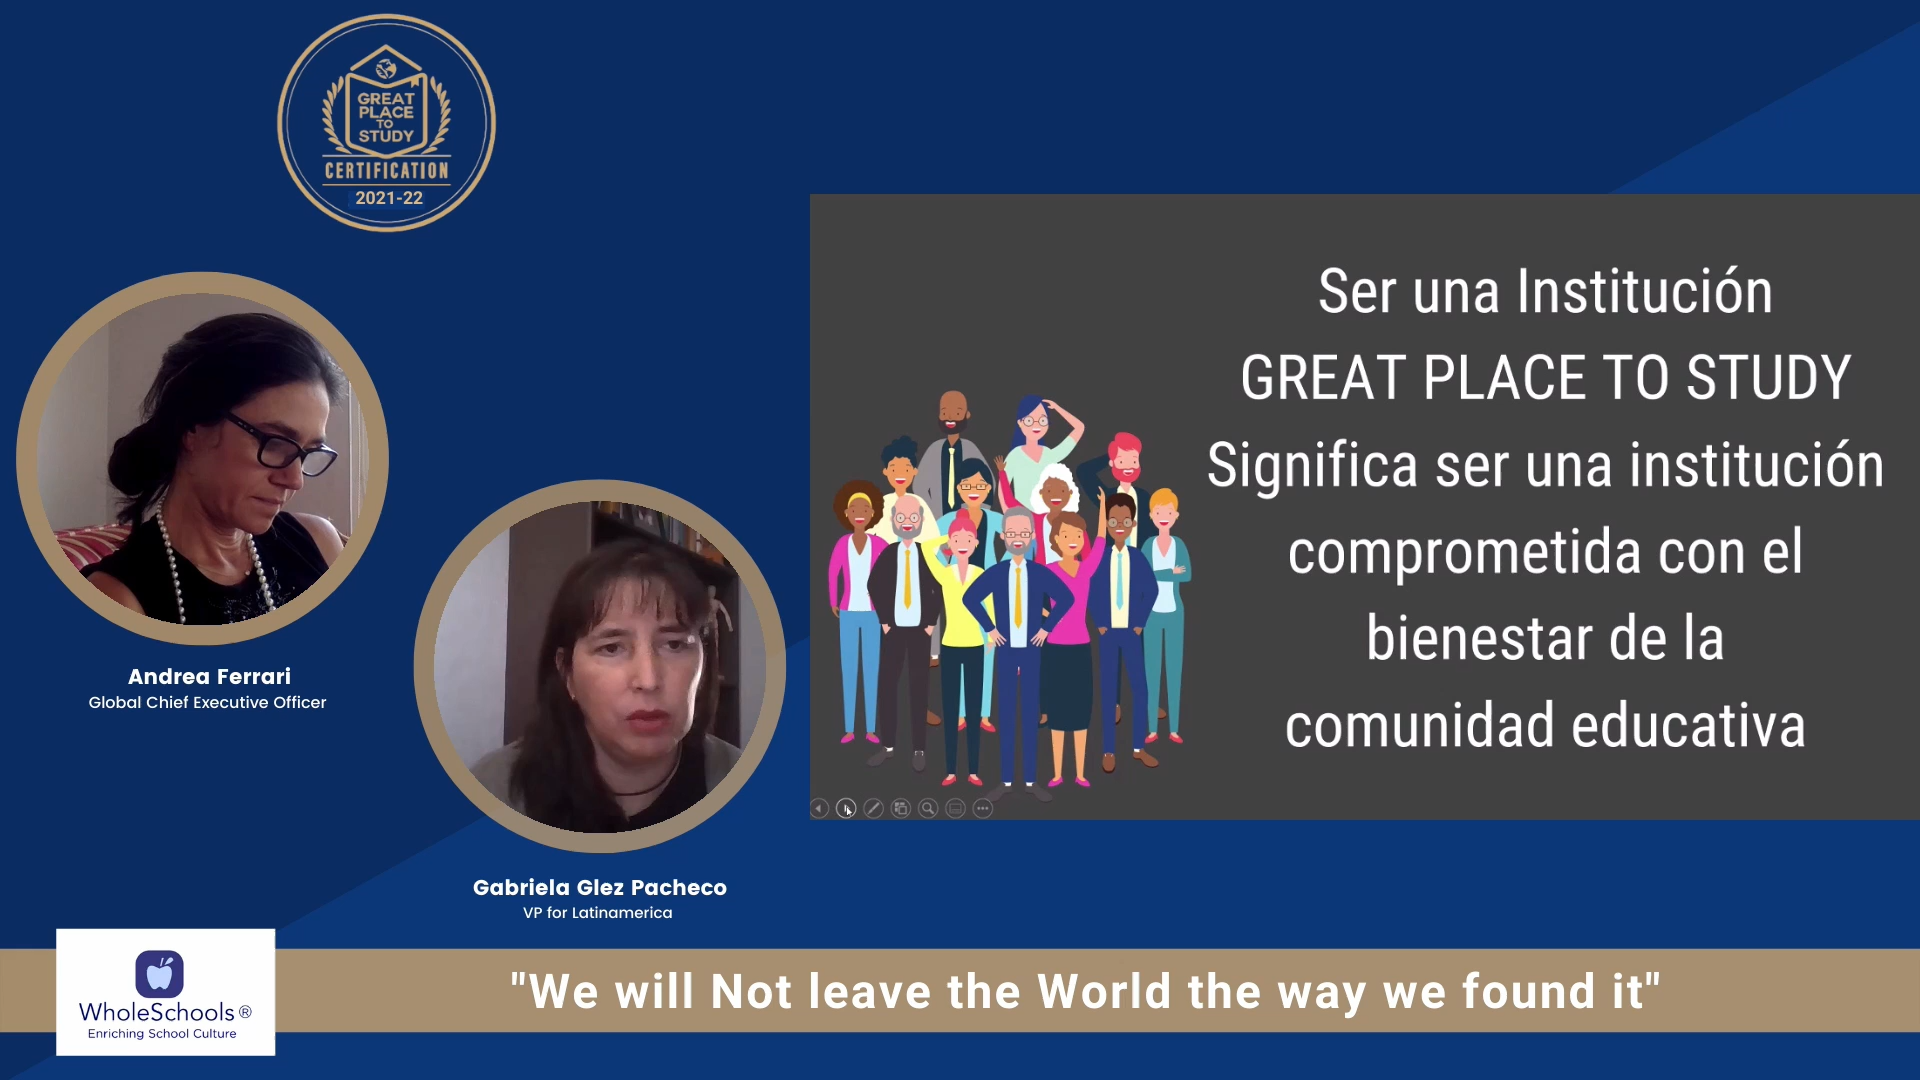 GREAT
PLACE
TO
STUDY
CERTIFICATION
2021-22
Andrea Ferrari
Global Chief Executive Officer
Gabriela Glez Pacheco
VP for Latinamerica
Ser una Institución
GREAT PLACE TO STUDY
Significa ser una institución
comprometida con el
bienestar de la
comunidad educativa
WholeSchools®
Enriching School Culture
"We will Not leave the World the way we found it"